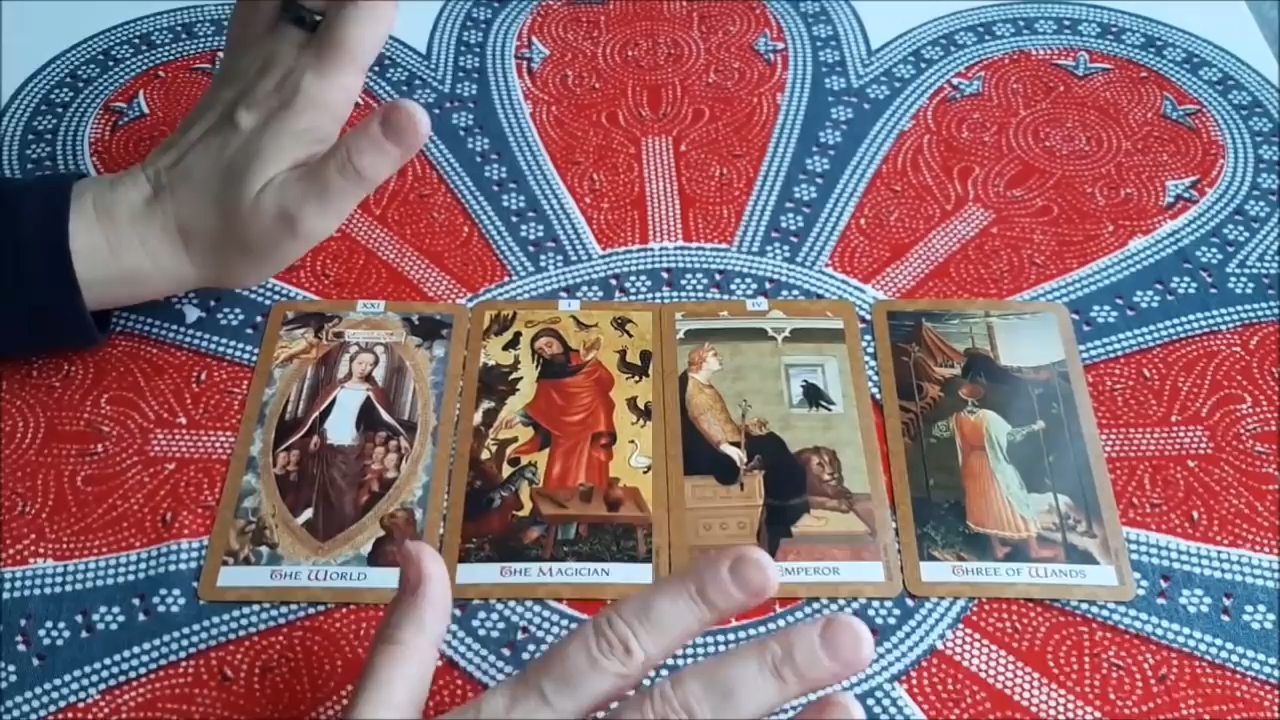 XXI
I
IV
THE WORLD
THE MAGICIAN
EMPEROR
THREE OF WANDS